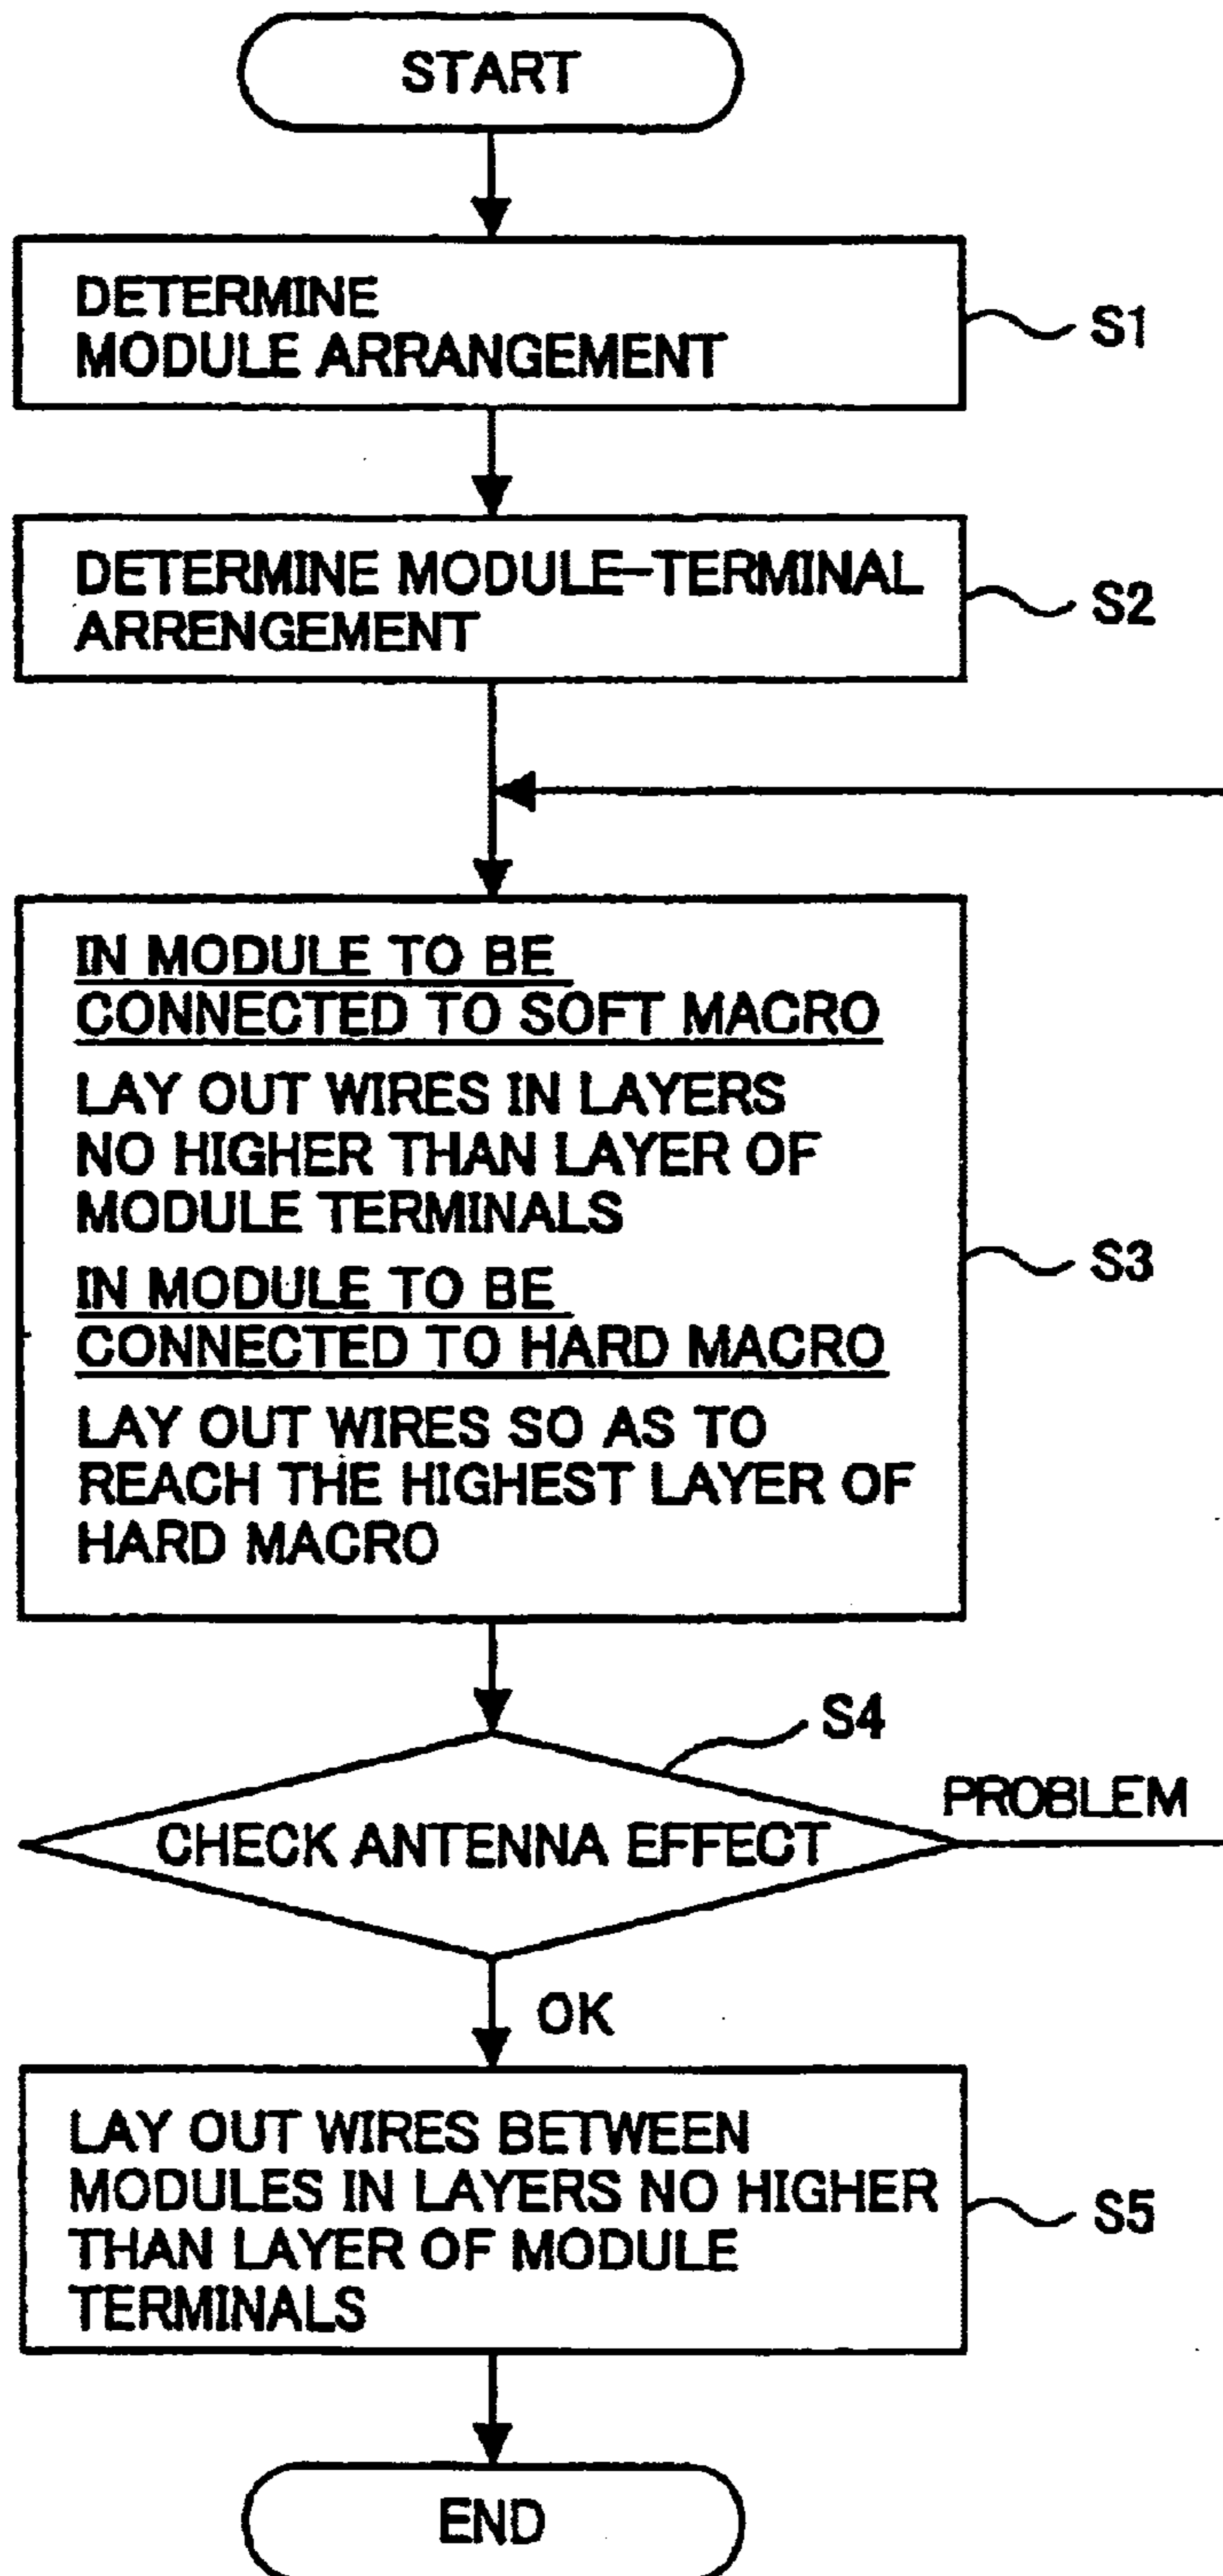 START
DETERMINE
MODULE ARRANGEMENT
S1
DETERMINE MODULE-TERMINAL
ARRENGEMENT
S2
IN MODULE TO BE
CONNECTED TO SOFT MACRO
LAY OUT WIRES IN LAYERS
NO HIGHER THAN LAYER OF
MODULE TERMINALS
IN MODULE TO BE
CONNECTED TO HARD MACRO
LAY OUT WIRES SO AS TO
REACH THE HIGHEST LAYER OF
HARD MACRO
S3
S4
CHECK ANTENNA EFFECT
PROBLEM
OK
LAY OUT WIRES BETWEEN
MODULES IN LAYERS NO HIGHER
THAN LAYER OF MODULE
TERMINALS
S5
END